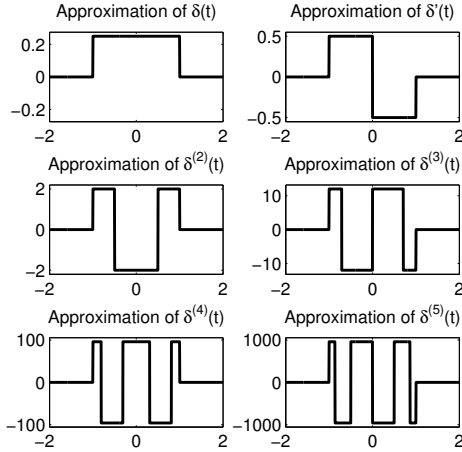 Approximation of δ(t)
0.2
0
−0.2
−2 0 2
Approximation of δ'(t)
0.5
0
−0.5
−2 0 2
Approximation of δ(2)(t)
2
0
−2
−2 0 2
Approximation of δ(3)(t)
10
0
−10
−2 0 2
Approximation of δ(4)(t)
100
0
−100
−2 0 2
Approximation of δ(5)(t)
1000
0
1000
−2 0 2